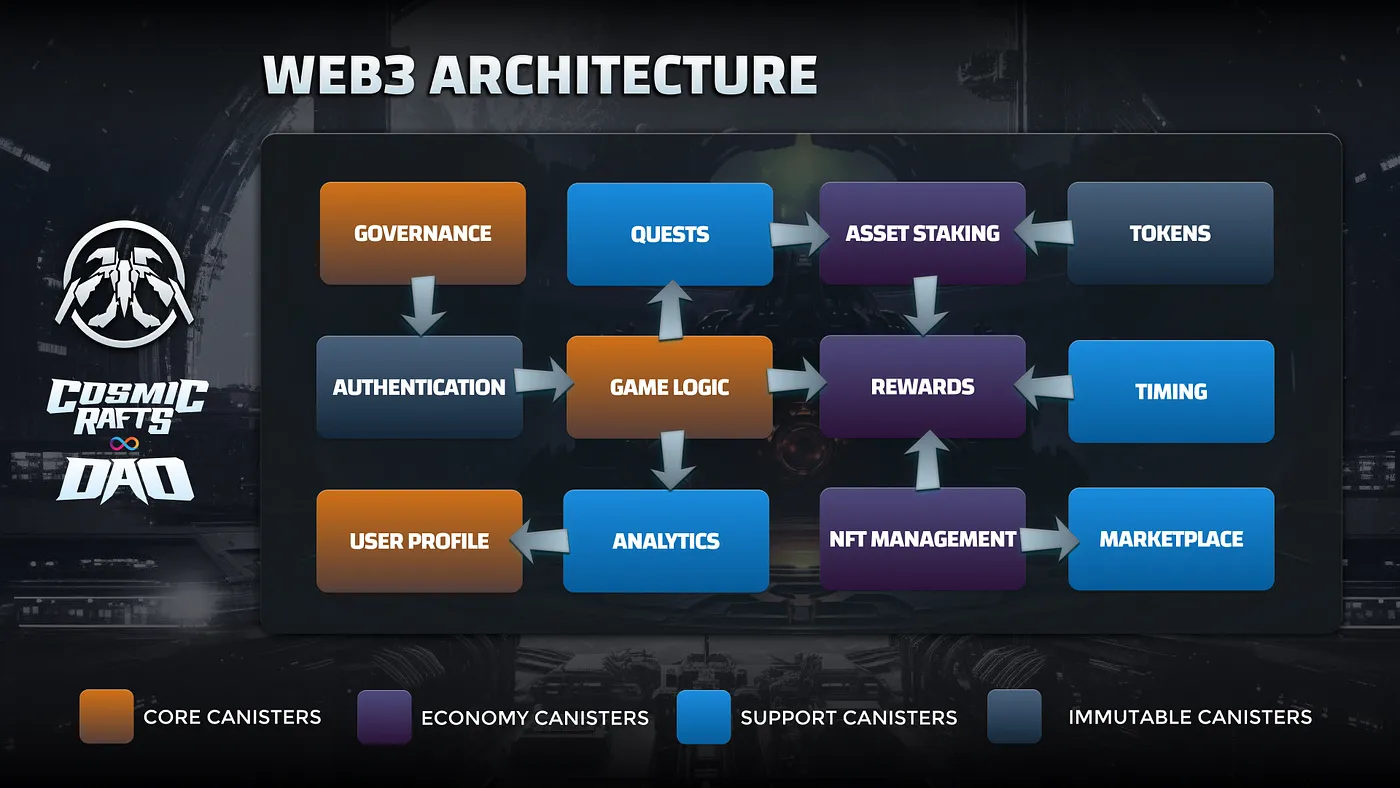 WEB3 ARCHITECTURE
GOVERNANCE
QUESTS
ASSET STAKING
TOKENS
AUTHENTICATION
GAME LOGIC
REWARDS
TIMING
USER PROFILE
ANALYTICS
NFT MANAGEMENT
MARKETPLACE
COSMIC
RAFTS
DAO
CORE CANISTERS
ECONOMY CANISTERS
SUPPORT CANISTERS
IMMUTABLE CANISTERS